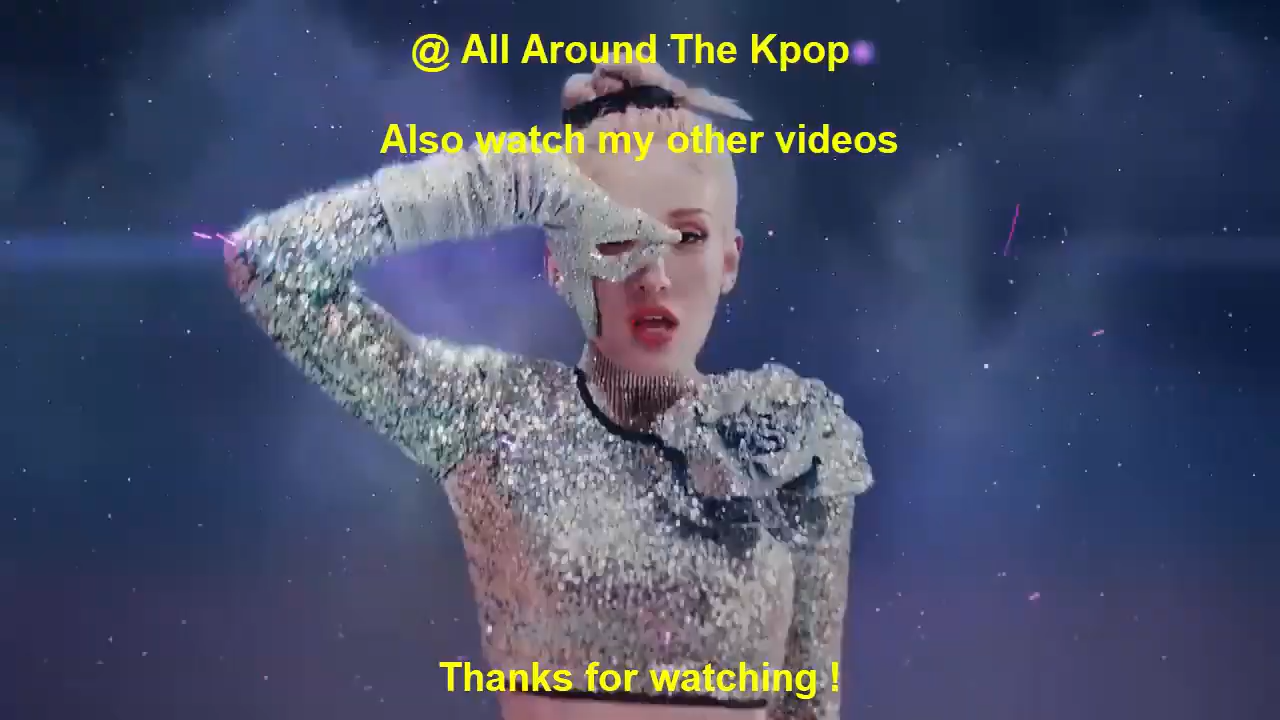 @ All Around The Kpop
Also watch my other videos
Thanks for watching !